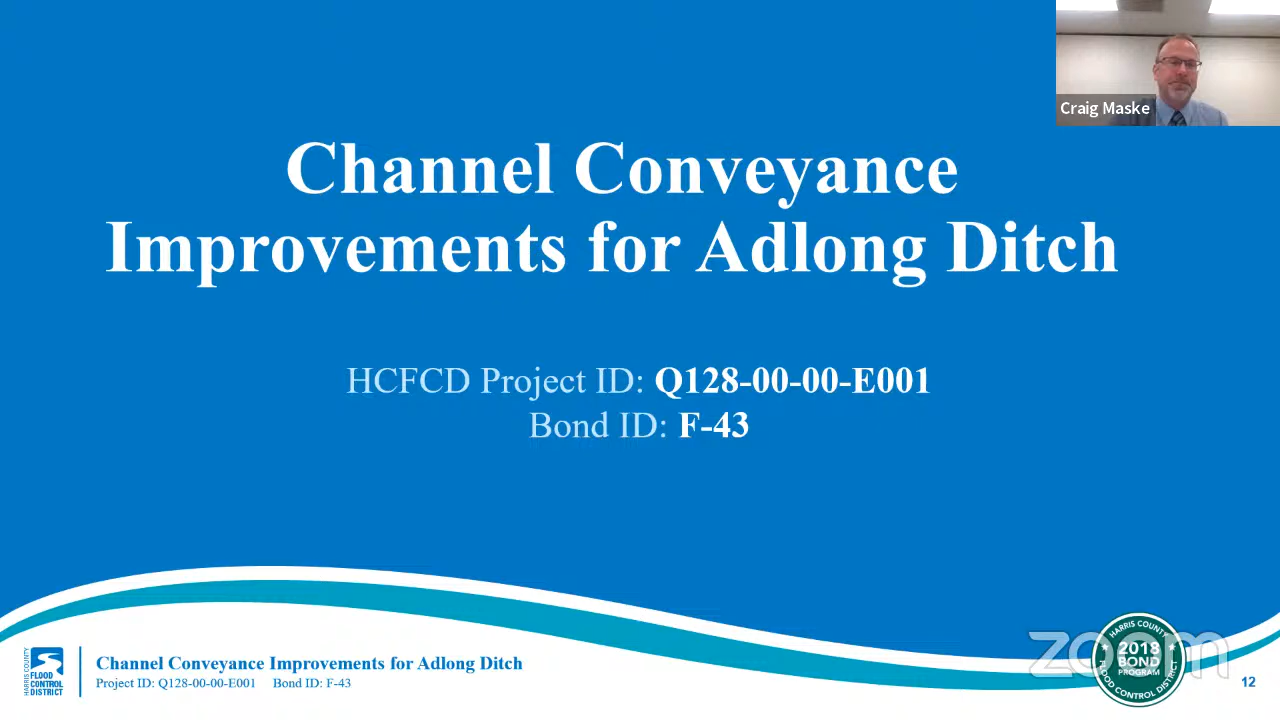 Craig Maske
Channel Conveyance
Improvements for Adlong Ditch
HCFCD Project ID: Q128-00-00-E001
Bond ID: F-43
HARRIS COUNTY
FLOOD
CONTROL
DISTRICT
Channel Conveyance Improvements for Adlong Ditch
Project ID: Q128-00-00-E001 Bond ID: F-43
zoom
HARRIS COUNTY
2018
BOND
PROGRAM
FLOOD CONTROL DISTRICT
12